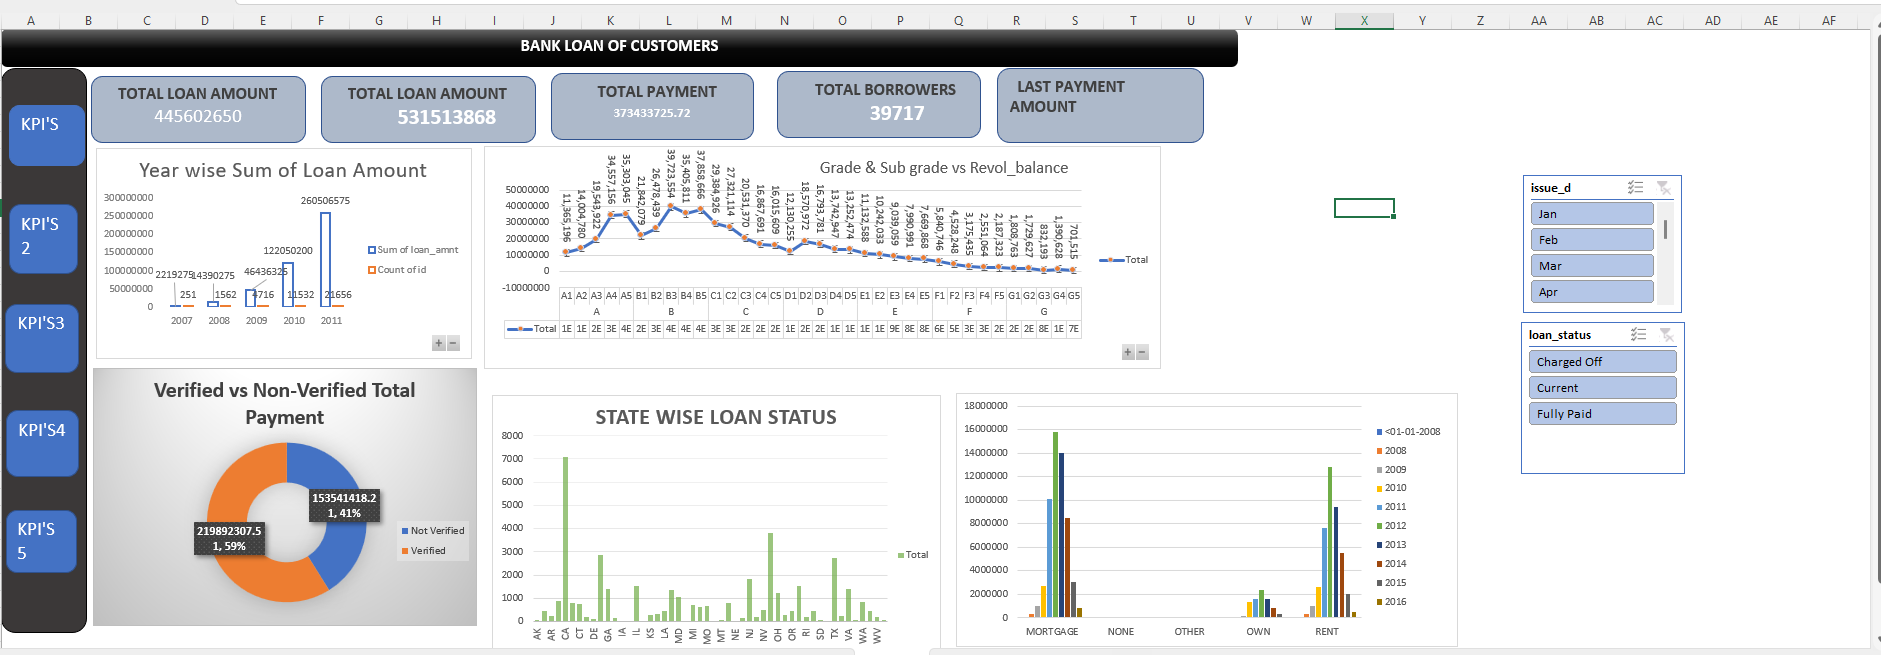 A B C D E F G H I J K L M N O P Q R S T U V W X Y Z AA AB AC AD AE AF
BANK LOAN OF CUSTOMERS
KPI'S
KPI'S
2
KPI'S3
KPI'S4
KPI'S
5
TOTAL LOAN AMOUNT
445602650
TOTAL LOAN AMOUNT
531513868
TOTAL PAYMENT
373433725.72
TOTAL BORROWERS
39717
LAST PAYMENT
AMOUNT
Year wise Sum of Loan Amount
300000000
250000000
200000000
150000000
100000000
50000000
0
2219275
14390275
46436325
122050200
260506575
251
1562
4716
11532
21656
2007 2008 2009 2010 2011
Sum of loan_amnt
Count of id
+ −
Grade & Sub grade vs Revol_balance
50000000
40000000
30000000
20000000
10000000
0
-10000000
11,365,196
14,004,780
19,543,922
34,557,156
35,303,045
21,842,079
26,478,439
39,723,554
35,405,811
37,858,666
29,384,926
27,321,114
20,531,370
16,867,691
16,015,609
12,130,255
18,570,972
16,793,781
13,742,947
13,252,474
11,132,588
10,242,033
9,039,059
7,990,991
7,669,868
5,840,746
4,528,248
3,175,435
2,551,064
2,187,323
1,808,763
1,729,627
832,193
1,390,628
701,515
A1 A2 A3 A4 A5 B1 B2 B3 B4 B5 C1 C2 C3 C4 C5 D1 D2 D3 D4 D5 E1 E2 E3 E4 E5 F1 F2 F3 F4 F5 G1 G2 G3 G4 G5
A B C D E F G
Total 1E 1E 2E 3E 4E 2E 3E 4E 4E 4E 3E 3E 2E 2E 2E 1E 2E 2E 1E 1E 1E 1E 9E 8E 8E 6E 5E 3E 3E 2E 2E 2E 8E 1E 7E
Total
+ −
Verified vs Non-Verified Total
Payment
153541418.2
1, 41%
219892307.5
1, 59%
Not Verified
Verified
STATE WISE LOAN STATUS
8000
7000
6000
5000
4000
3000
2000
1000
0
AK AR CA CT DE GA IA IL KS LA MD MI MO MT NE NJ NV OH OR RI SD TX VA WA WV
Total
18000000
16000000
14000000
12000000
10000000
8000000
6000000
4000000
2000000
0
MORTGAGE NONE OTHER OWN RENT
<01-01-2008
2008
2009
2010
2011
2012
2013
2014
2015
2016
issue_d
Jan
Feb
Mar
Apr
loan_status
Charged Off
Current
Fully Paid